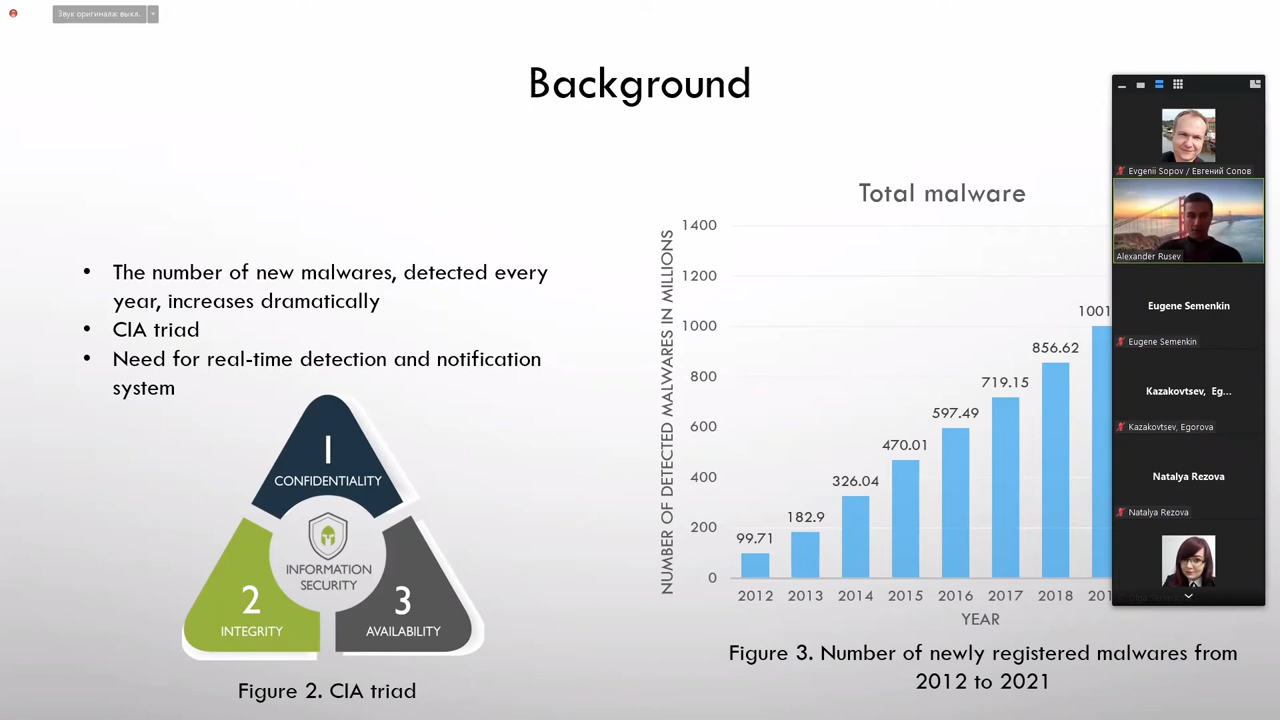 Звук оригинала: выкл.
Background
The number of new malwares, detected every
year, increases dramatically
CIA triad
Need for real-time detection and notification
system
1
CONFIDENTIALITY
INFORMATION
SECURITY
2
INTEGRITY
3
AVAILABILITY
Figure 2. CIA triad
Total malware
NUMBER OF DETECTED MALWARES IN MILLIONS
1400
1200
1000
800
600
400
200
0
99.71
182.9
326.04
470.01
597.49
719.15
856.62
1001
2012 2013 2014 2015 2016 2017 2018 201
YEAR
Figure 3. Number of newly registered malwares from
2012 to 2021
Evgenii Sopov / Евгений Сопов
Alexander Rusev
Eugene Semenkin
Eugene Semenkin
Kazakovtsev, Eg...
Kazakovtsev, Egorova
Natalya Rezova
Natalya Rezova